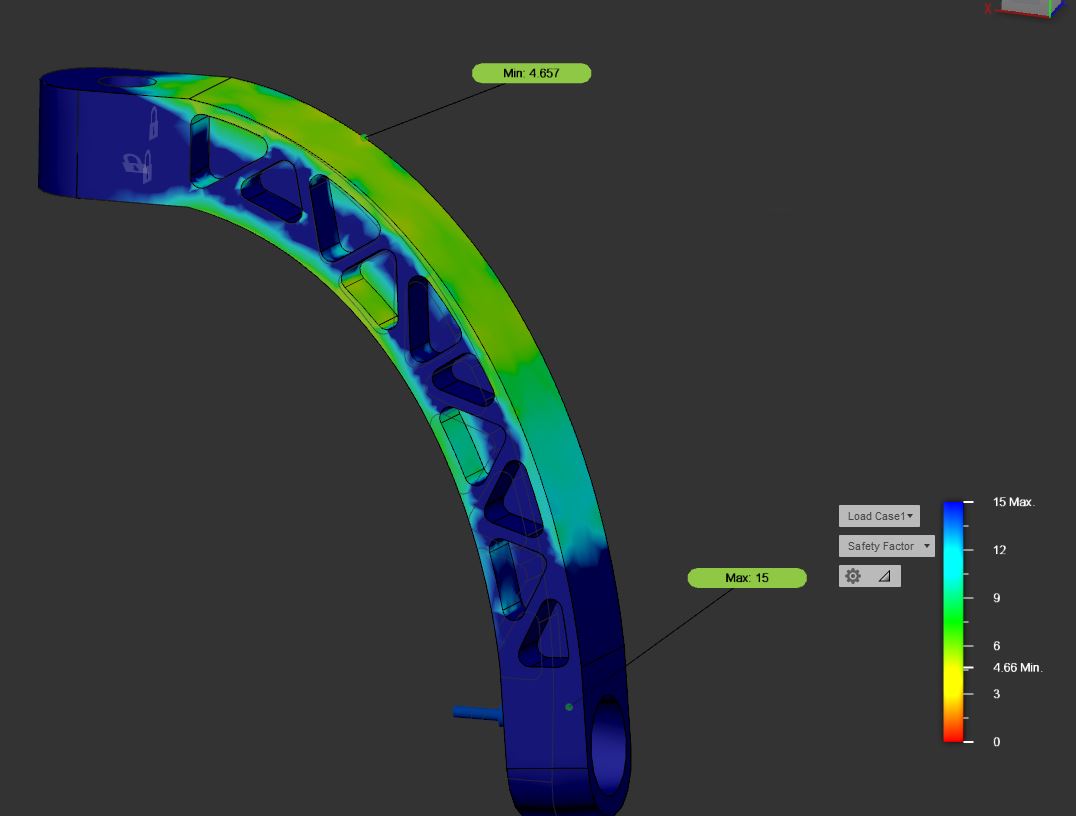 X
Min: 4.657
15 Max.
Load Case1
12
Safety Factor
Max: 15
9
6
4.66 Min.
3
0